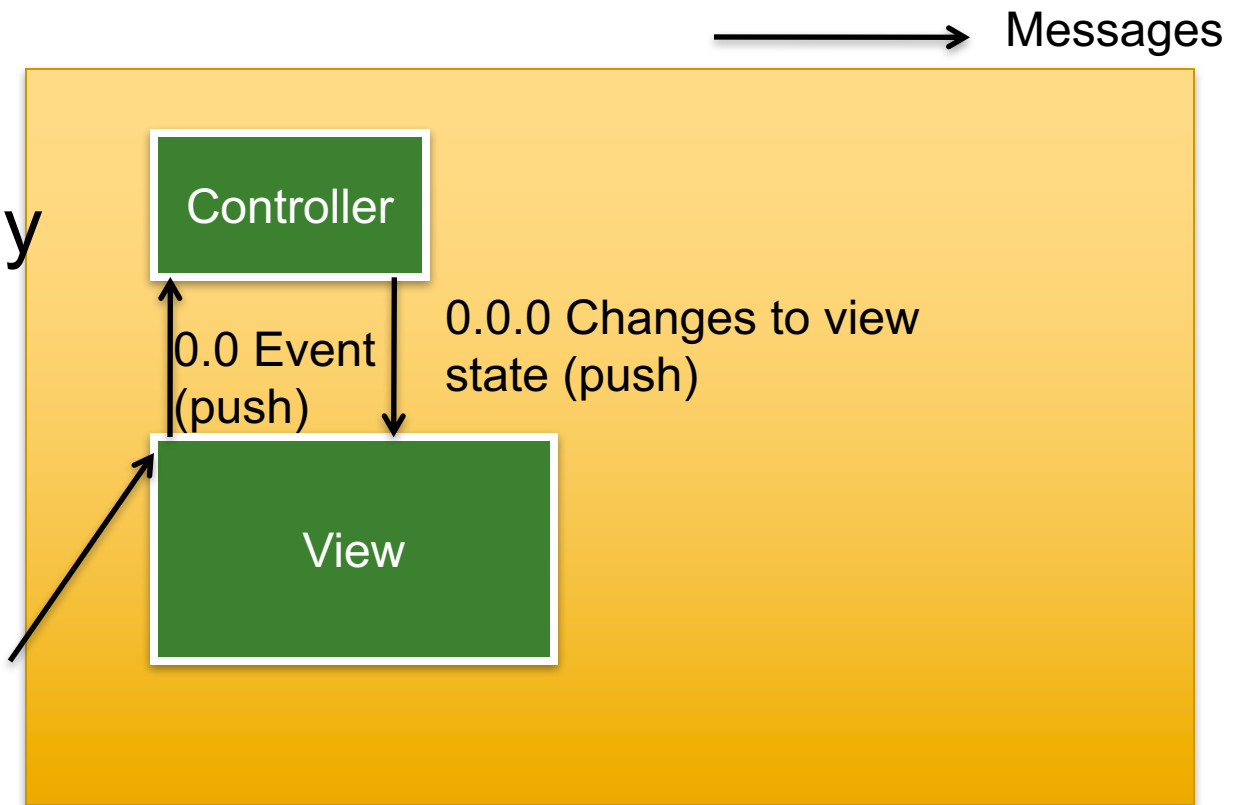 Messages
Controller
y
0.0 Event
(push)
0.0.0 Changes to view
state (push)
View